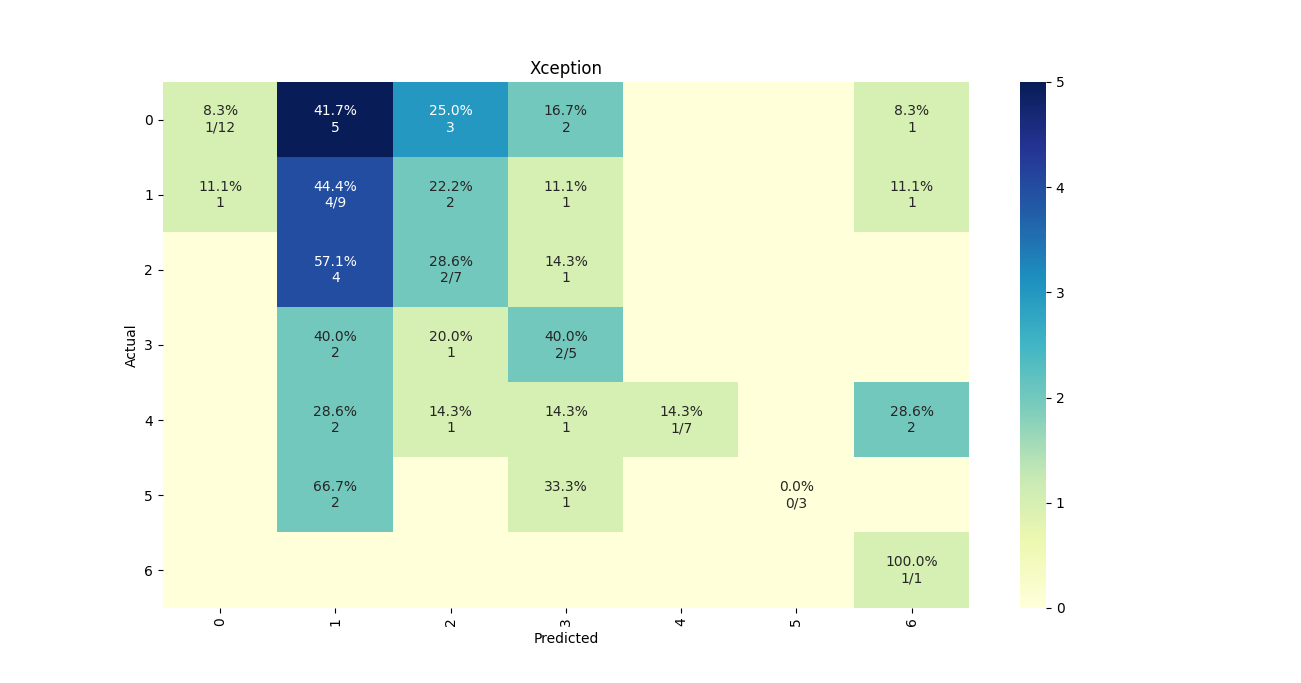 Xception
8.3% 41.7% 25.0% 16.7% 8.3%
0 1/12 5 3 2 1
11.1% 44.4% 22.2% 11.1% 11.1%
1 1 4/9 2 1 1
57.1% 28.6% 14.3%
2 4 2/7 1
40.0% 20.0% 40.0%
3 2 1 2/5
28.6% 14.3% 14.3% 14.3% 28.6%
4 2 1 1 1/7 2
66.7% 33.3% 0.0%
5 2 1 0/3
100.0%
6 1/1
Actual
0 1 2 3 4 5 6
Predicted
5
4
3
2
1
0